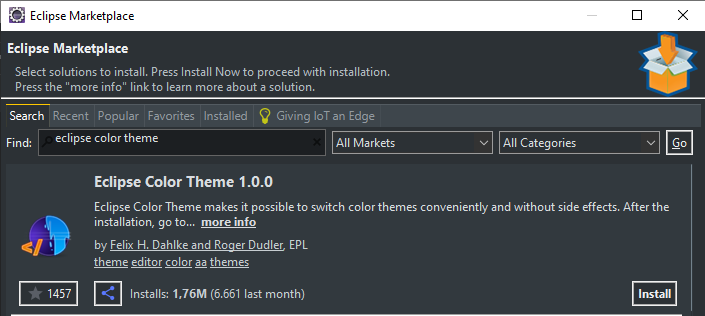 Eclipse Marketplace
Eclipse Marketplace
Select solutions to install. Press Install Now to proceed with installation.
Press the "more info" link to learn more about a solution.
Search Recent Popular Favorites Installed Giving IoT an Edge
Find: eclipse color theme All Markets All Categories Go
Eclipse Color Theme 1.0.0
Eclipse Color Theme makes it possible to switch color themes conveniently and without side effects. After the
installation, go to... more info
by Felix H. Dahlke and Roger Dudler, EPL
theme editor color aa themes
1457 Installs: 1,76M (6.661 last month) Install